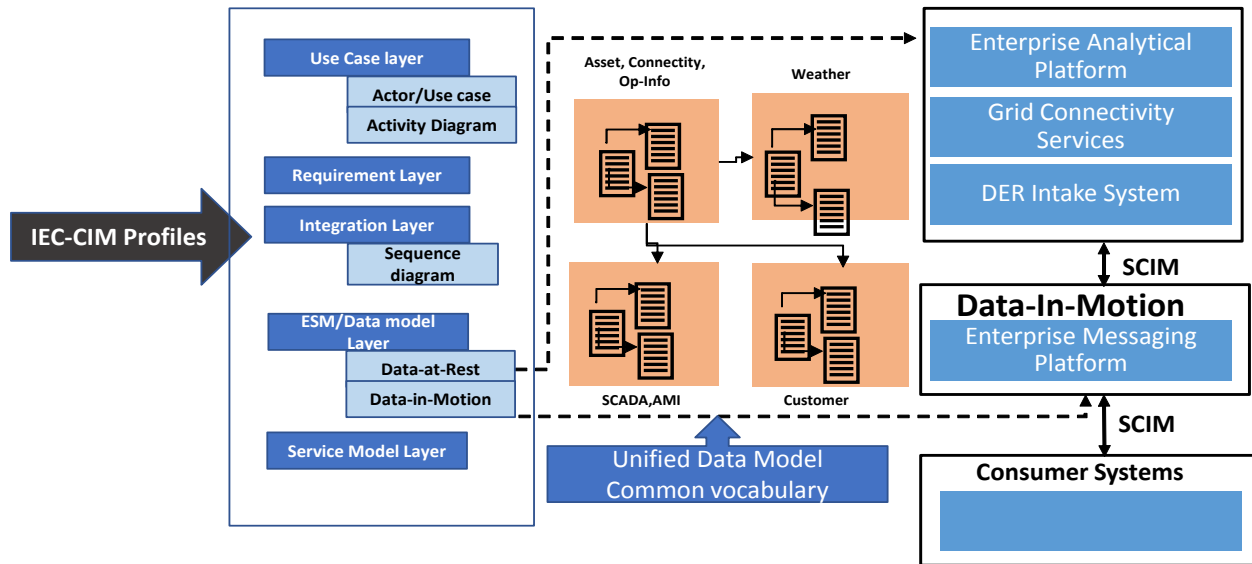 IEC-CIM Profiles
Use Case layer
Actor/Use case
Activity Diagram
Requirement Layer
Integration Layer
Sequence
diagram
ESM/Data model
Layer
Data-at-Rest
Data-in-Motion
Service Model Layer
Asset, Connectity,
Op-Info
Weather
SCADA,AMI
Customer
Unified Data Model
Common vocabulary
Enterprise Analytical
Platform
Grid Connectivity
Services
DER Intake System
SCIM
Data-In-Motion
Enterprise Messaging
Platform
SCIM
Consumer Systems